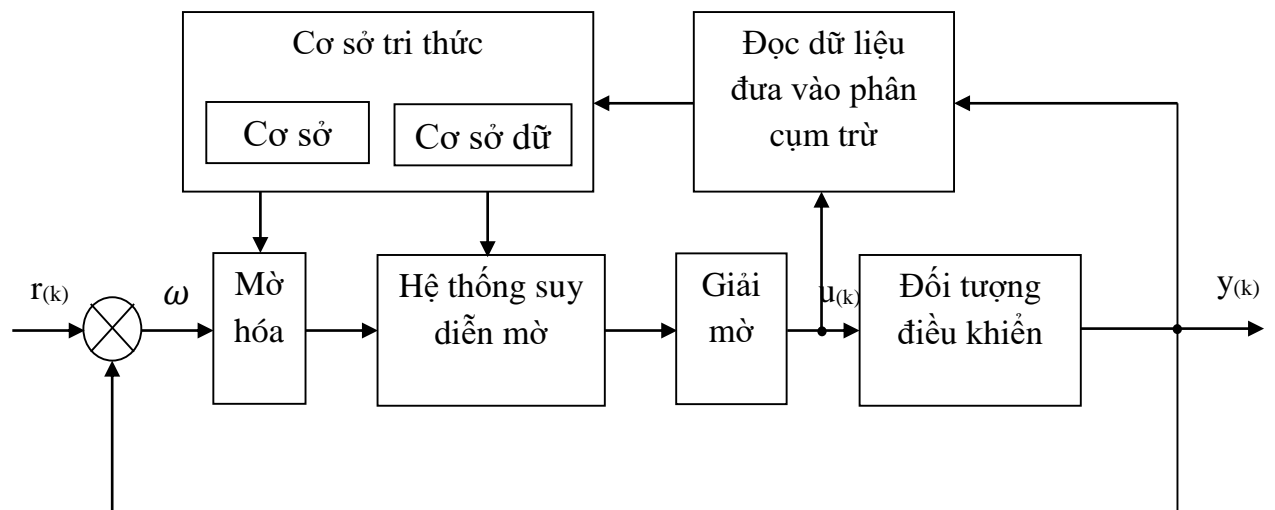 Cơ sở tri thức
Cơ sở
Cơ sở dữ
Đọc dữ liệu
đưa vào phân
cụm trừ
r(k)
ω
Mờ
hóa
Hệ thống suy
diễn mờ
Giải
mờ
u(k)
Đối tượng
điều khiển
y(k)